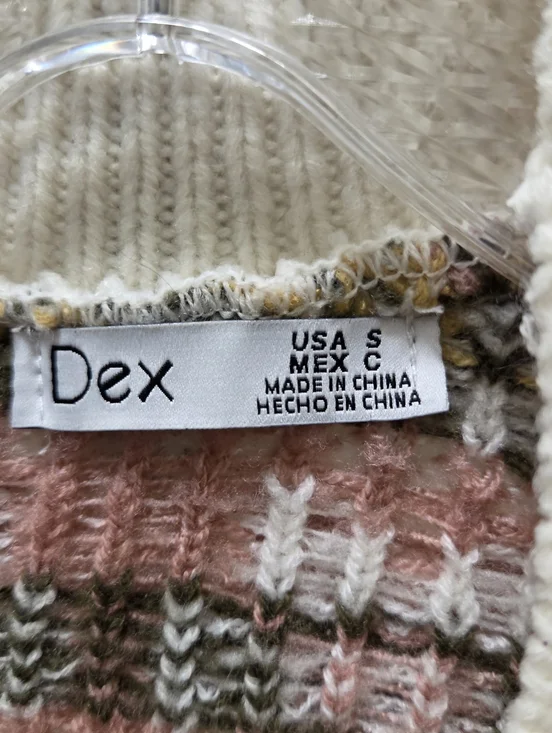 Dex
USA S
MEX C
MADE IN CHINA
HECHO EN CHINA